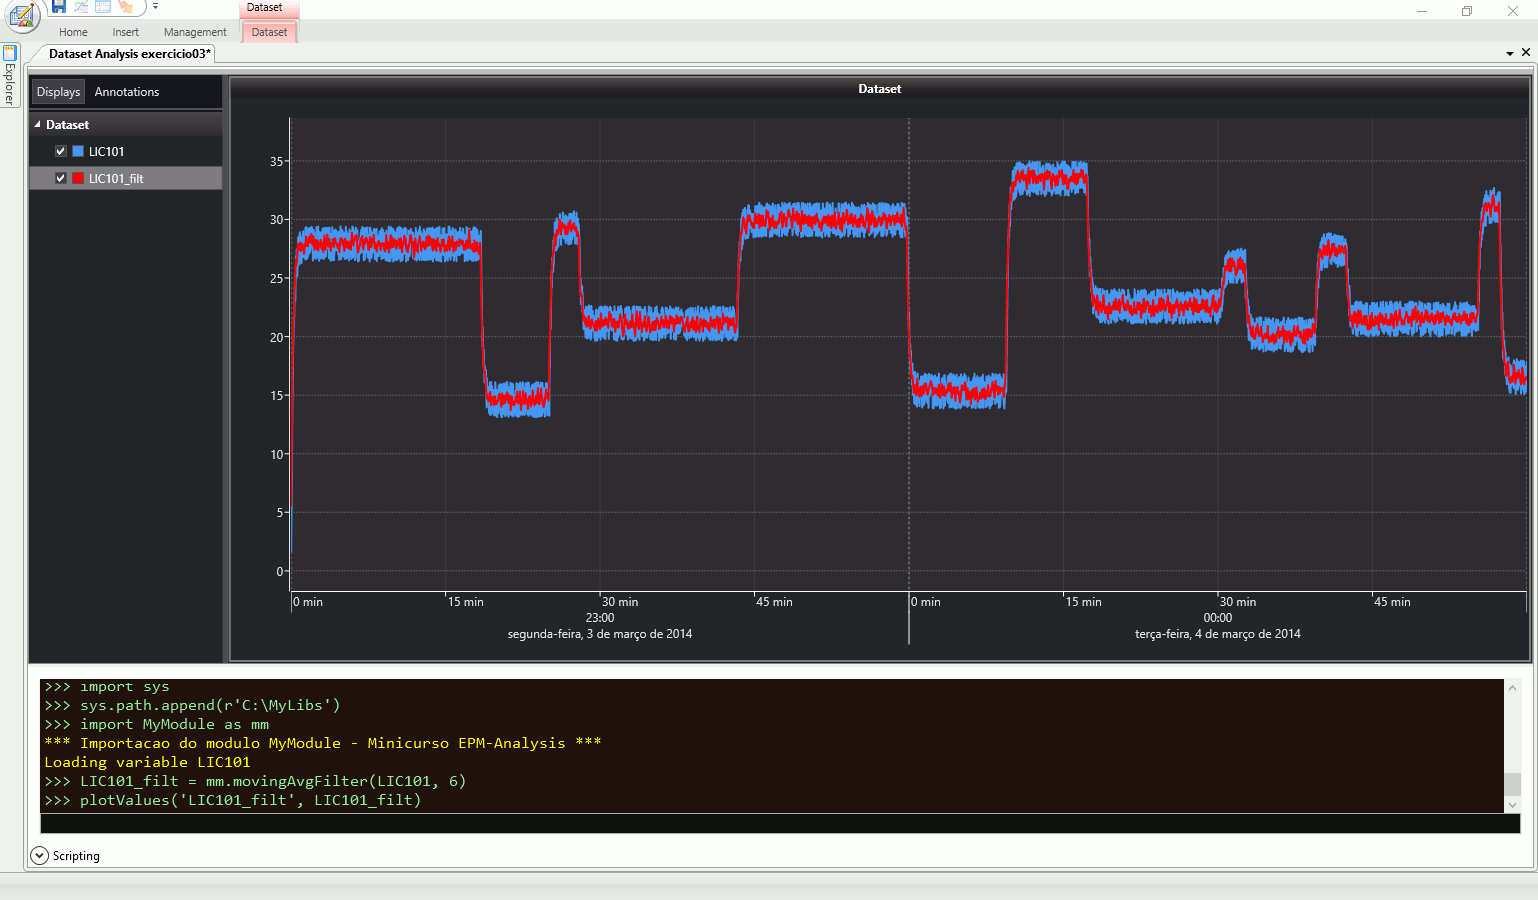 Dataset
Home Insert Management Dataset
Dataset Analysis exercicio03*
Explorer
Displays Annotations
Dataset
LIC101
LIC101_filt
Dataset
35
30
25
20
15
10
5
0
0 min 15 min 30 min 45 min 0 min 15 min 30 min 45 min
23:00 00:00
segunda-feira, 3 de março de 2014 terça-feira, 4 de março de 2014
>>> import sys
>>> sys.path.append(r'C:\MyLibs')
>>> import MyModule as mm
*** Importacao do modulo MyModule - Minicurso EPM-Analysis ***
Loading variable LIC101
>>> LIC101_filt = mm.movingAvgFilter(LIC101, 6)
>>> plotValues('LIC101_filt', LIC101_filt)
Scripting